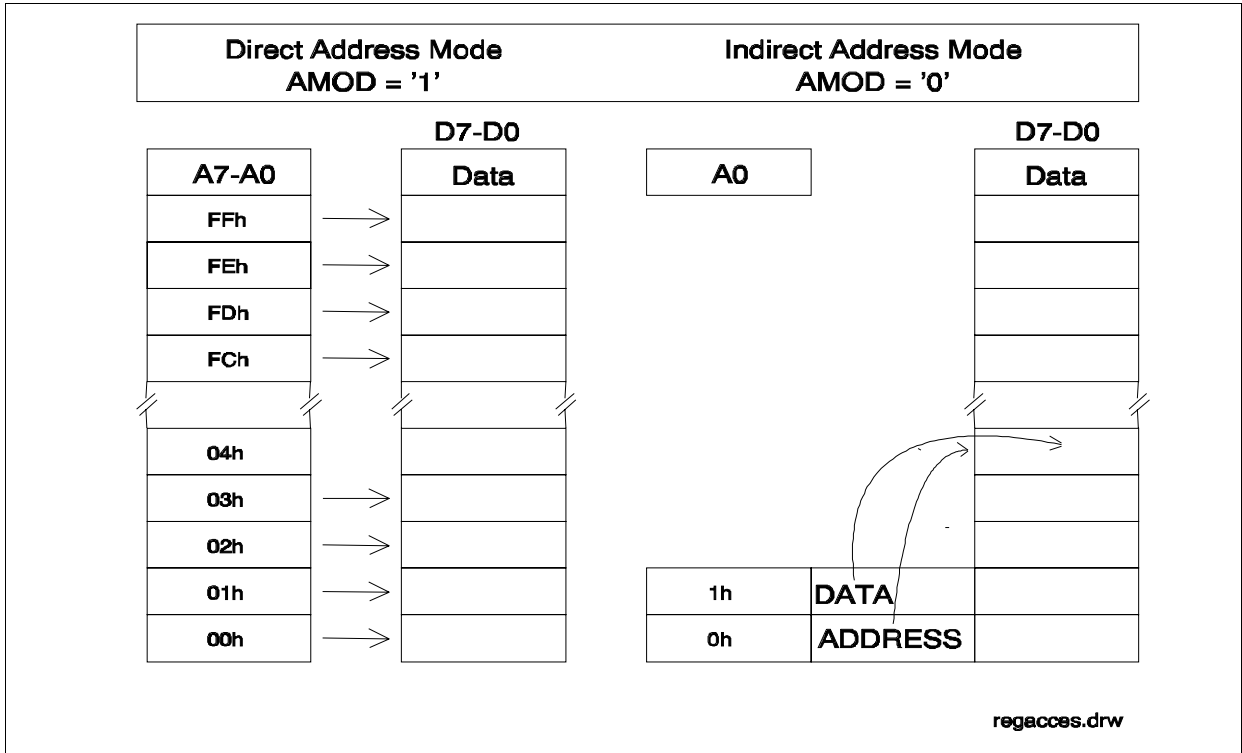 Direct Address Mode
AMOD = '1'
Indirect Address Mode
AMOD = '0'
D7-D0
A7-A0
Data
FFh
FEh
FDh
FCh
04h
03h
02h
01h
00h
D7-D0
A0
Data
1h
DATA
0h
ADDRESS
regacces.drw